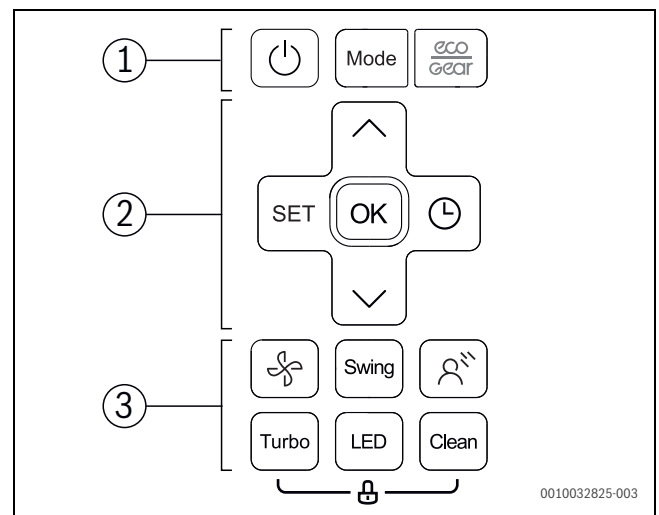 1
Mode
eco
Gear
2
SET
OK
3
Swing
Turbo
LED
Clean
0010032825-003